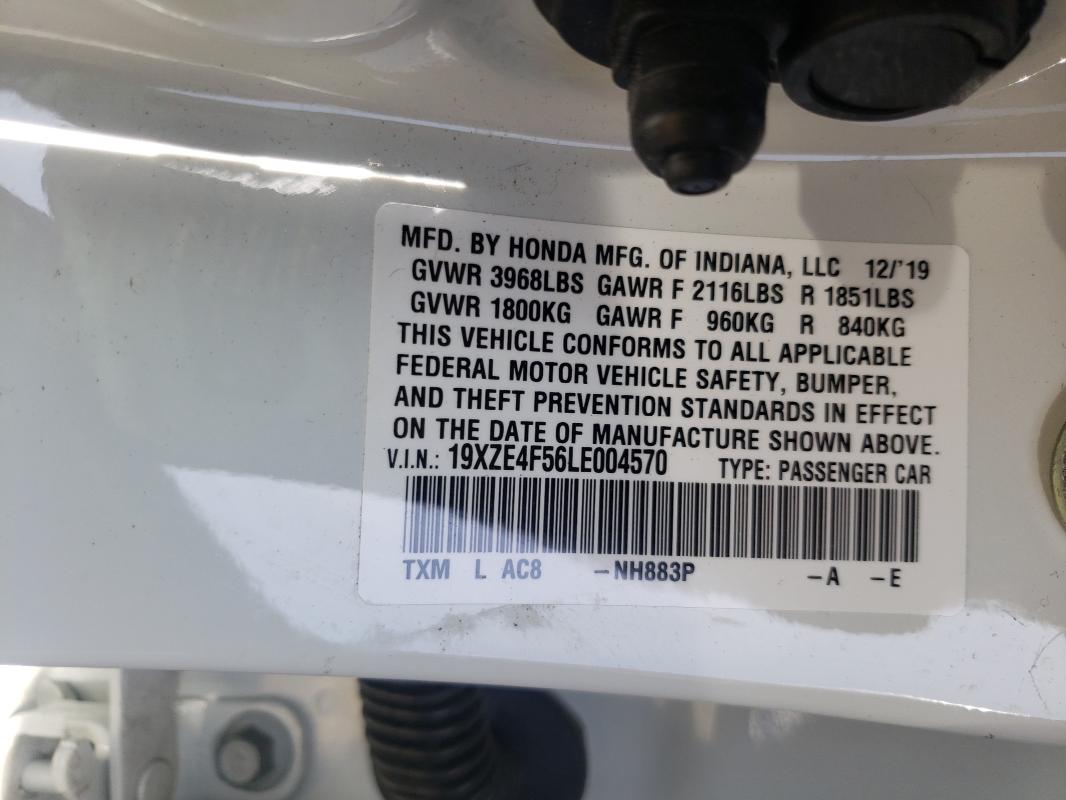 MFD. BY HONDA MFG. OF INDIANA, LLC 12/'19
GVWR 3968LBS GAWR F 2116LBS R 1851LBS
GVWR 1800KG GAWR F 960KG R 840KG
THIS VEHICLE CONFORMS TO ALL APPLICABLE
FEDERAL MOTOR VEHICLE SAFETY, BUMPER,
AND THEFT PREVENTION STANDARDS IN EFFECT
ON THE DATE OF MANUFACTURE SHOWN ABOVE.
V.I.N.: 19XZE4F56LE004570 TYPE: PASSENGER CAR
TXM L AC8 –NH883P –A –E